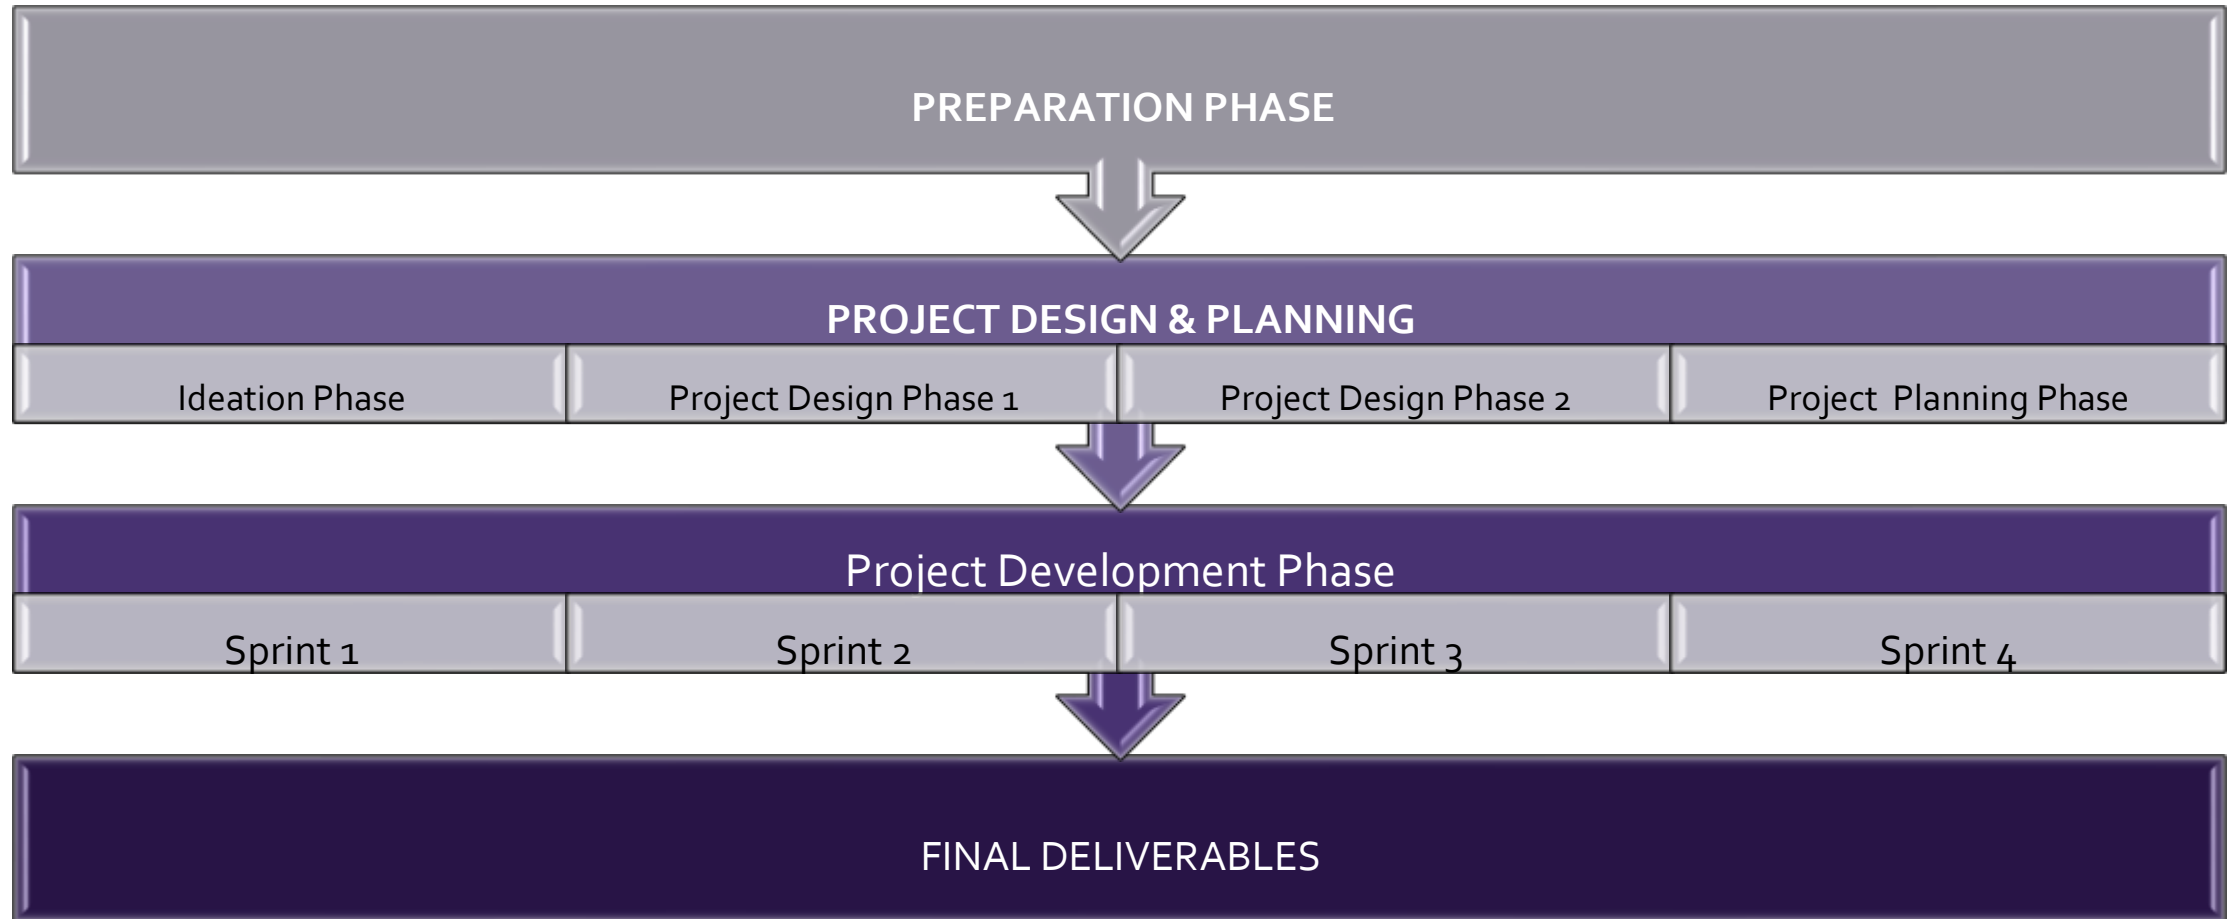 PREPARATION PHASE
PROJECT DESIGN & PLANNING
Ideation Phase
Project Design Phase 1
Project Design Phase 2
Project  Planning Phase
Project Development Phase
Sprint 1
Sprint 2
Sprint 3
Sprint 4
FINAL DELIVERABLES